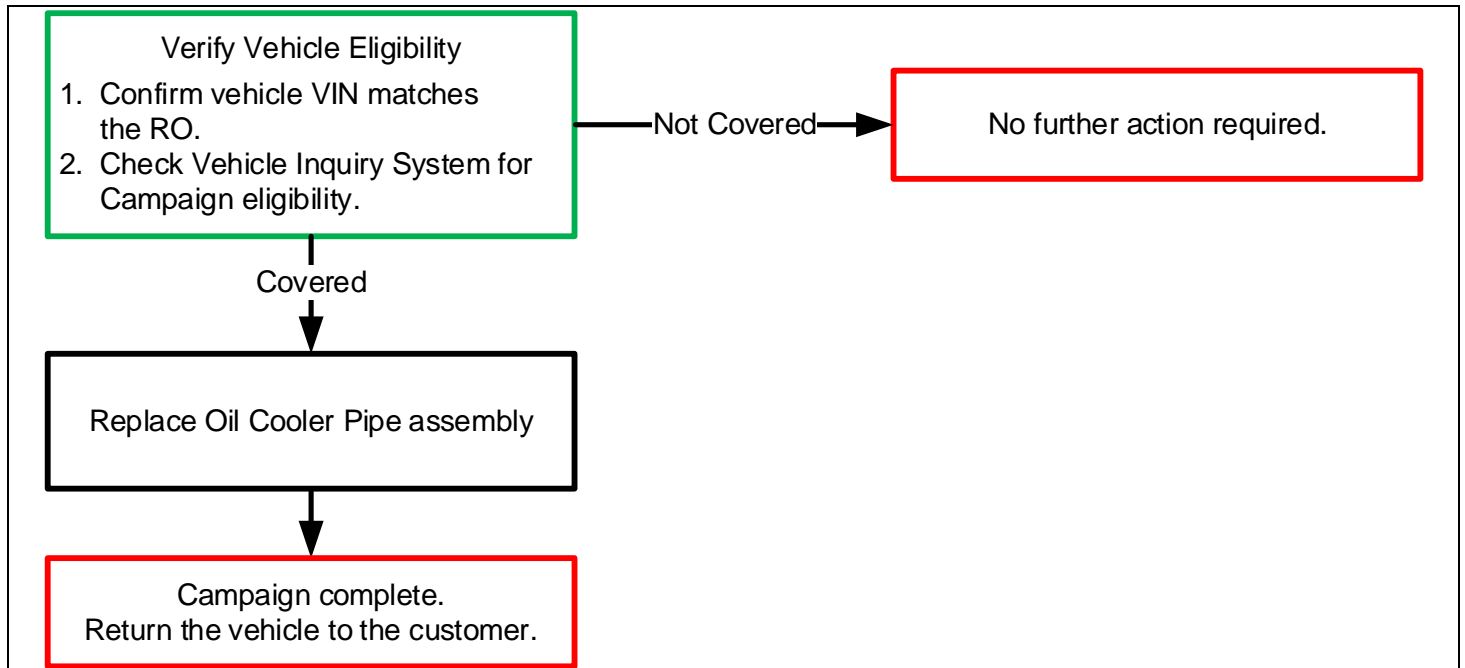 Verify Vehicle Eligibility
1. Confirm vehicle VIN matches
the RO.
2. Check Vehicle Inquiry System for
Campaign eligibility.
Not Covered
No further action required.
Covered
Replace Oil Cooler Pipe assembly
Campaign complete.
Return the vehicle to the customer.